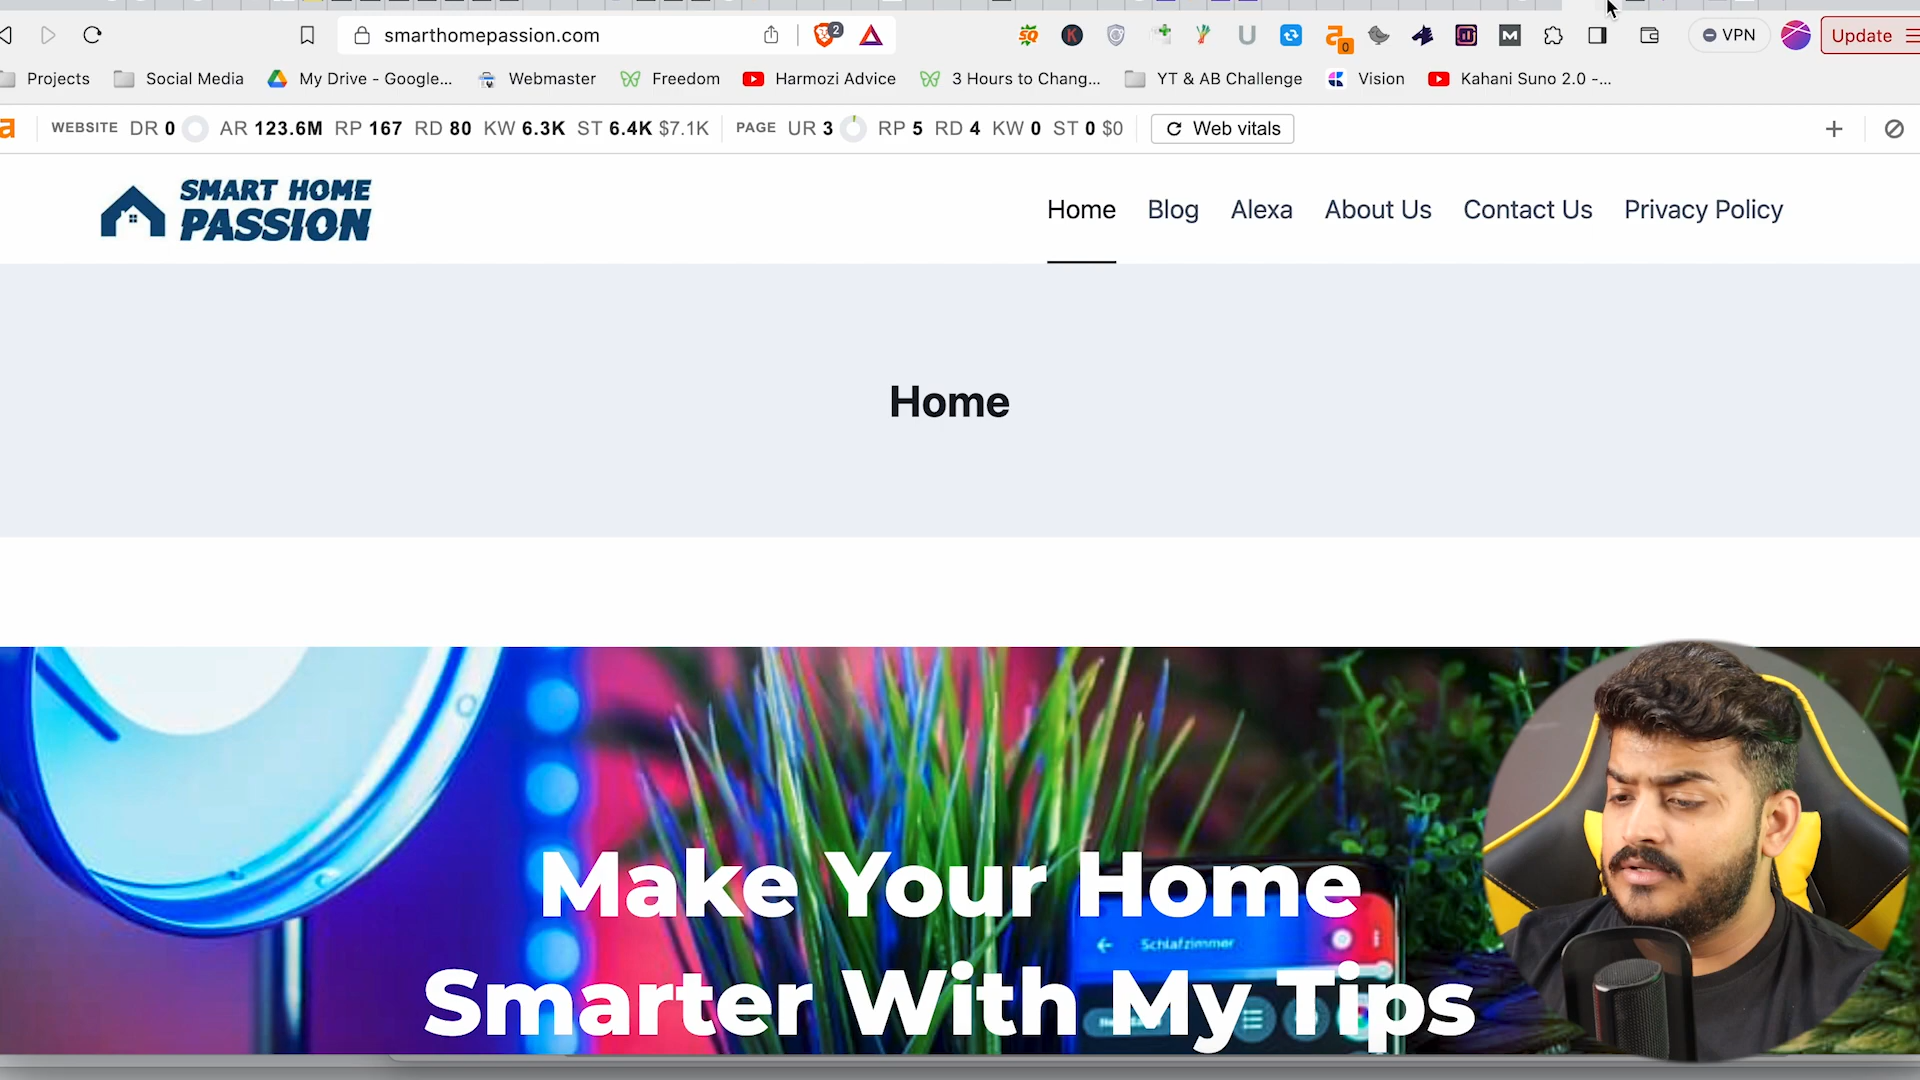 smarthomepassion.com
2
SQ
K
U
0
M
VPN
Update
Projects
Social Media
My Drive - Google...
Webmaster
Freedom
Harmozi Advice
3 Hours to Chang...
YT & AB Challenge
Vision
Kahani Suno 2.0 -...
a
WEBSITE DR 0 AR 123.6M RP 167 RD 80 KW 6.3K ST 6.4K $7.1K PAGE UR 3 RP 5 RD 4 KW 0 ST 0 $0 Web vitals
SMART HOME
PASSION
Home Blog Alexa About Us Contact Us Privacy Policy
Home
Make Your Home
Schlafzimmer
Smarter With My Tips